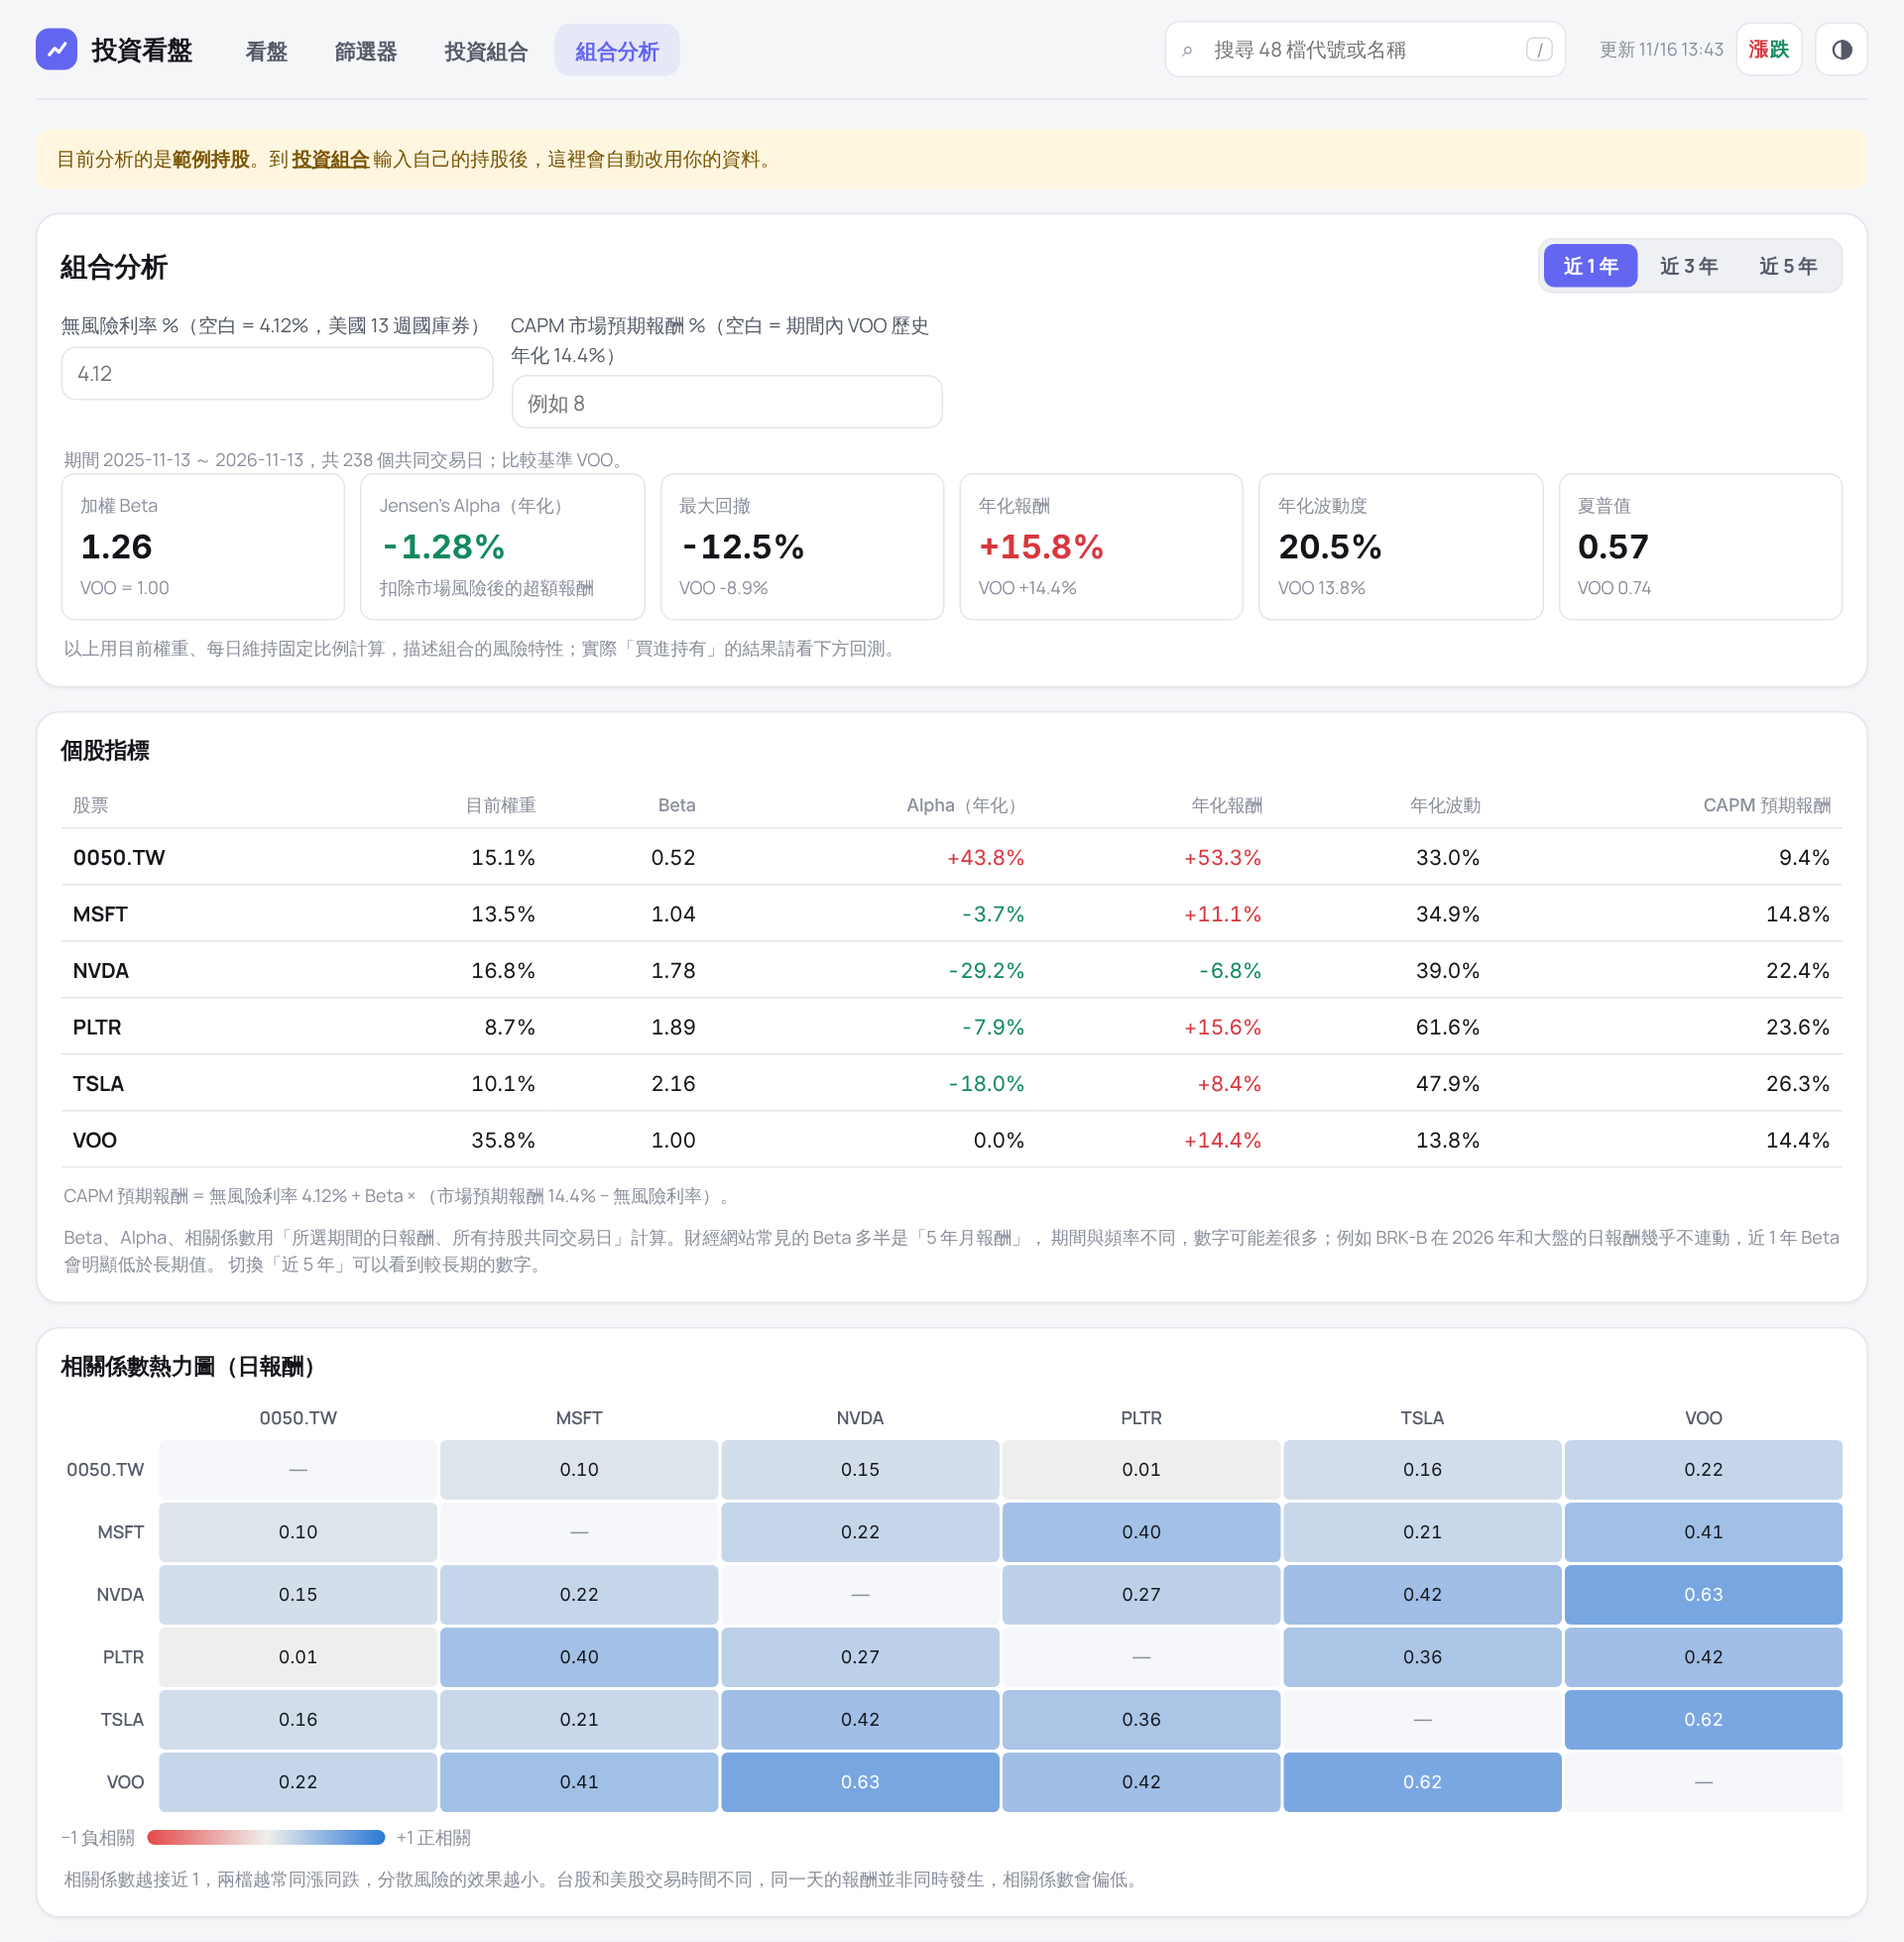 投資看盤 看盤 篩選器 投資組合 組合分析 搜尋 48 檔代號或名稱 / 更新 11/16 13:43 漲跌
目前分析的是範例持股。到 投資組合 輸入自己的持股後，這裡會自動改用你的資料。
組合分析 近 1 年 近 3 年 近 5 年
無風險利率 %（空白 = 4.12%，美國 13 週國庫券）
4.12
CAPM 市場預期報酬 %（空白 = 期間內 VOO 歷史
年化 14.4%）
例如 8
期間 2025-11-13 ～ 2026-11-13，共 238 個共同交易日；比較基準 VOO。
加權 Beta
1.26
VOO = 1.00
Jensen's Alpha（年化）
-1.28%
扣除市場風險後的超額報酬
最大回撤
-12.5%
VOO -8.9%
年化報酬
+15.8%
VOO +14.4%
年化波動度
20.5%
VOO 13.8%
夏普值
0.57
VOO 0.74
以上用目前權重、每日維持固定比例計算，描述組合的風險特性；實際「買進持有」的結果請看下方回測。
個股指標
股票 目前權重 Beta Alpha（年化） 年化報酬 年化波動 CAPM 預期報酬
0050.TW 15.1% 0.52 +43.8% +53.3% 33.0% 9.4%
MSFT 13.5% 1.04 -3.7% +11.1% 34.9% 14.8%
NVDA 16.8% 1.78 -29.2% -6.8% 39.0% 22.4%
PLTR 8.7% 1.89 -7.9% +15.6% 61.6% 23.6%
TSLA 10.1% 2.16 -18.0% +8.4% 47.9% 26.3%
VOO 35.8% 1.00 0.0% +14.4% 13.8% 14.4%
CAPM 預期報酬 = 無風險利率 4.12% + Beta × （市場預期報酬 14.4% − 無風險利率）。
Beta、Alpha、相關係數用「所選期間的日報酬、所有持股共同交易日」計算。財經網站常見的 Beta 多半是「5 年月報酬」， 期間與頻率不同，數字可能差很多；例如 BRK-B 在 2026 年和大盤的日報酬幾乎不連動，近 1 年 Beta
會明顯低於長期值。 切換「近 5 年」可以看到較長期的數字。
相關係數熱力圖（日報酬）
0050.TW MSFT NVDA PLTR TSLA VOO
0050.TW — 0.10 0.15 0.01 0.16 0.22
MSFT 0.10 — 0.22 0.40 0.21 0.41
NVDA 0.15 0.22 — 0.27 0.42 0.63
PLTR 0.01 0.40 0.27 — 0.36 0.42
TSLA 0.16 0.21 0.42 0.36 — 0.62
VOO 0.22 0.41 0.63 0.42 0.62 —
−1 負相關 +1 正相關
相關係數越接近 1，兩檔越常同漲同跌，分散風險的效果越小。台股和美股交易時間不同，同一天的報酬並非同時發生，相關係數會偏低。